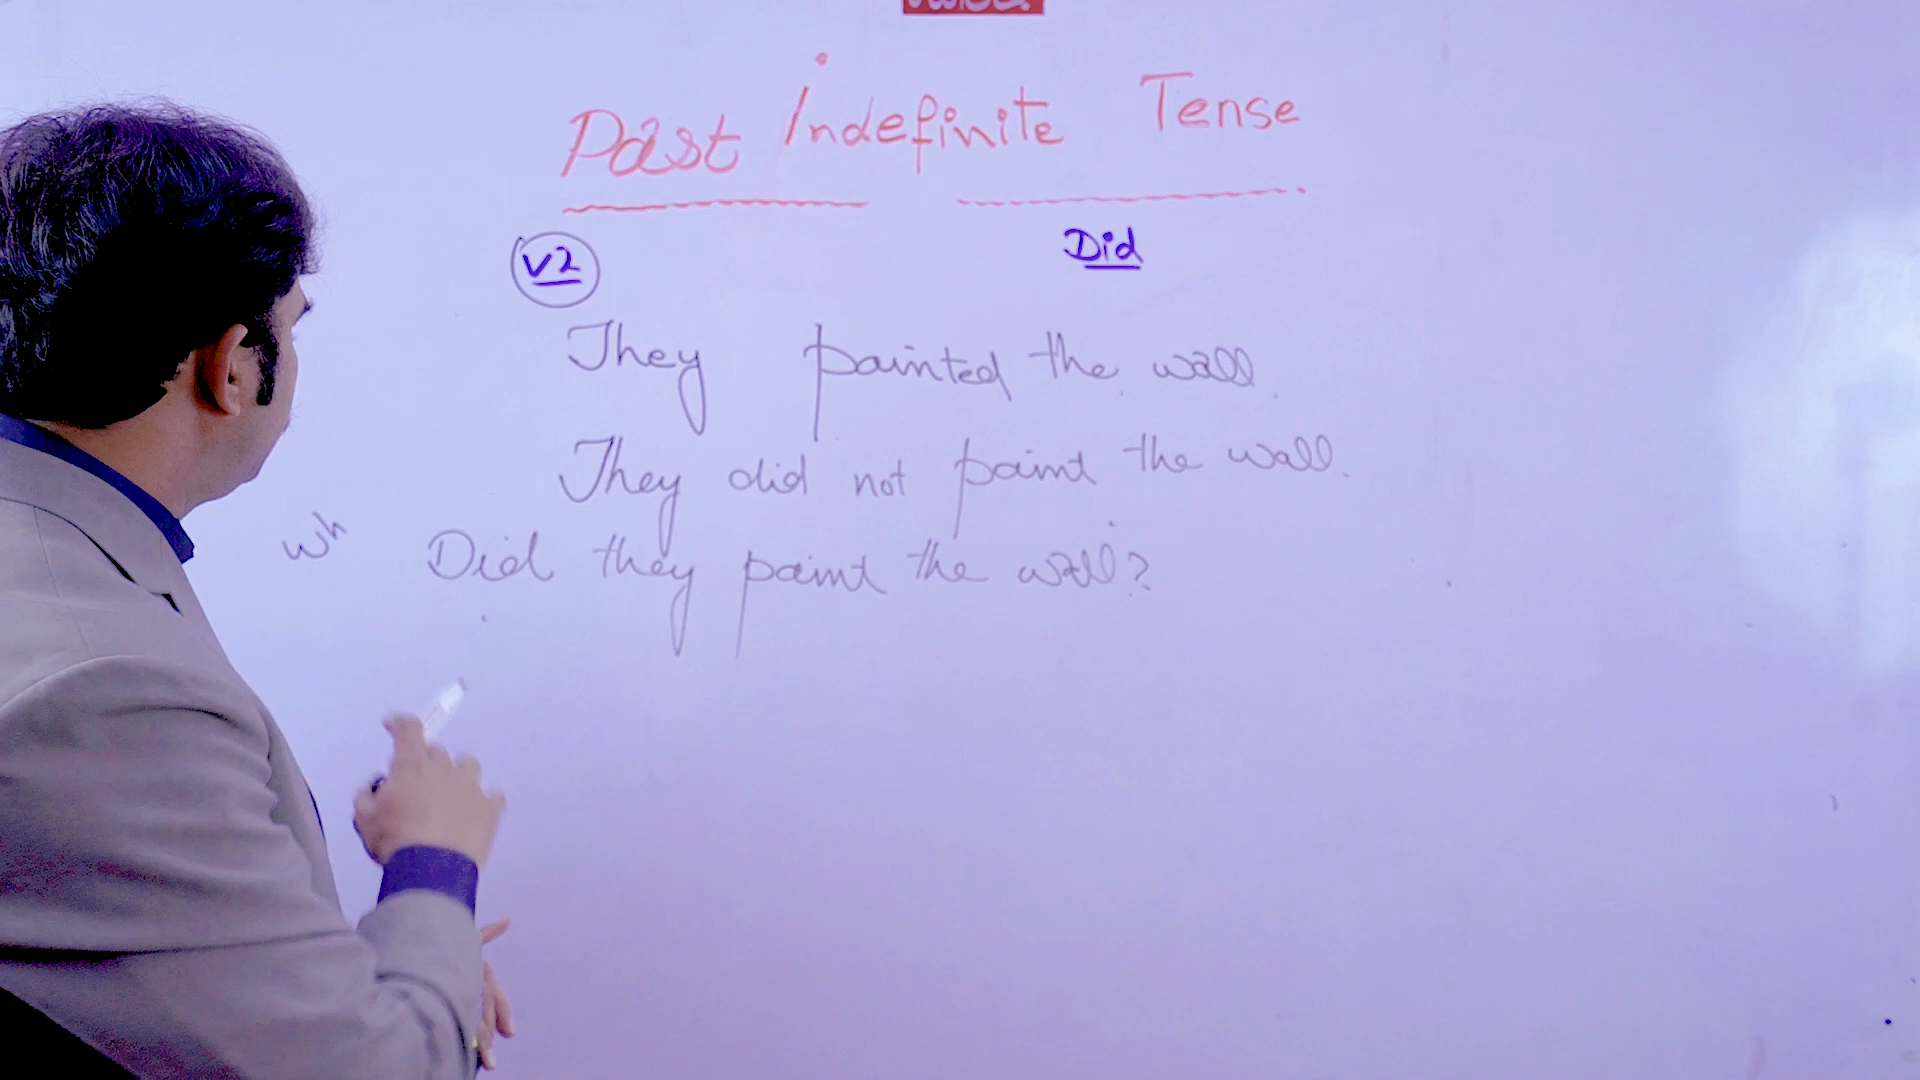 Past Indefinite Tense
V2 Did
They painted the wall.
They did not paint the wall.
Wh Did they paint the wall?